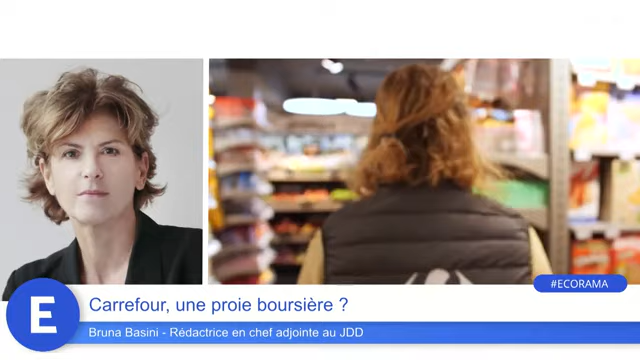 #ECORAMA
E
Carrefour, une proie boursière ?
Bruna Basini - Rédactrice en chef adjointe au JDD